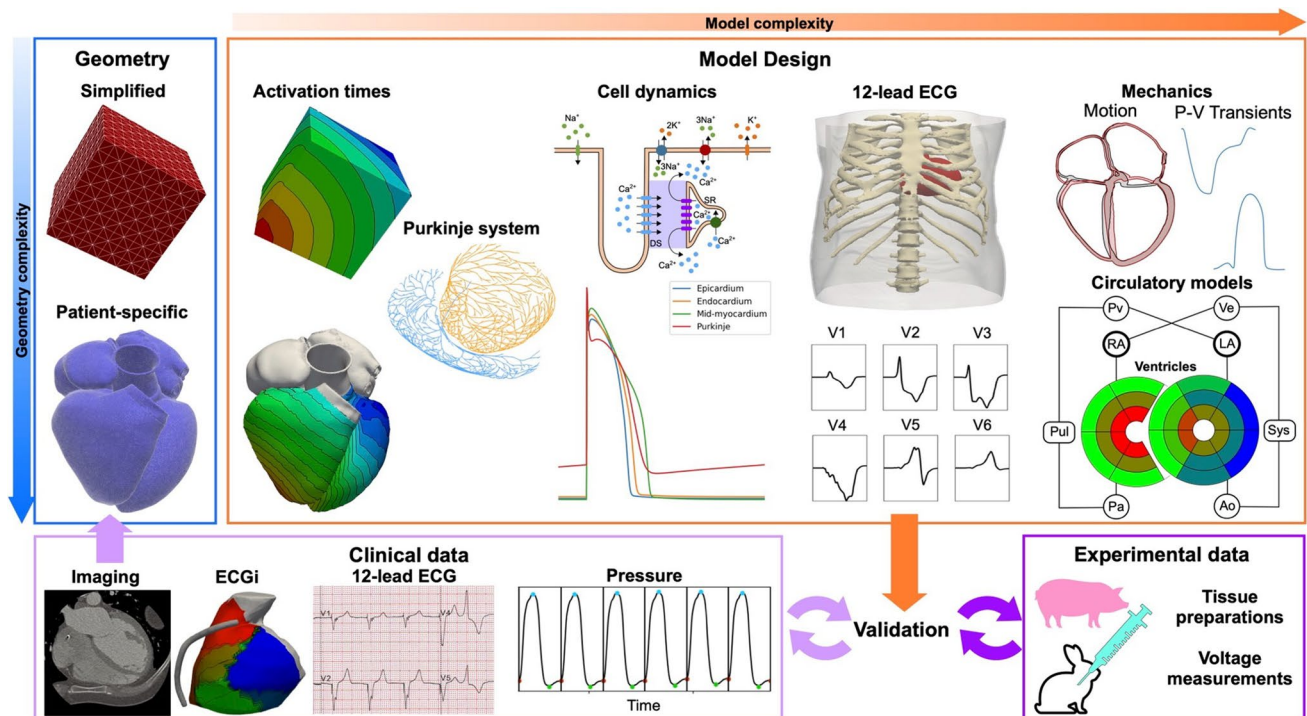 Model complexity
Geometry complexity
Geometry
Simplified
Patient-specific
Model Design
Activation times
Purkinje system
Cell dynamics
Na⁺
2K⁺
3Na⁺
K⁺
3Na⁺
Ca²⁺
Ca²⁺
SR
Ca²⁺
DS
Ca²⁺
Ca²⁺
Epicardium
Endocardium
Mid-myocardium
Purkinje
12-lead ECG
V1
V2
V3
V4
V5
V6
Mechanics
Motion
P-V Transients
Circulatory models
Pv
Ve
RA
LA
Ventricles
Pul
Sys
Pa
Ao
Clinical data
Imaging
ECGi
12-lead ECG
V1
V4
V2
V5
Pressure
Time
Validation
Experimental data
Tissue
preparations
Voltage
measurements